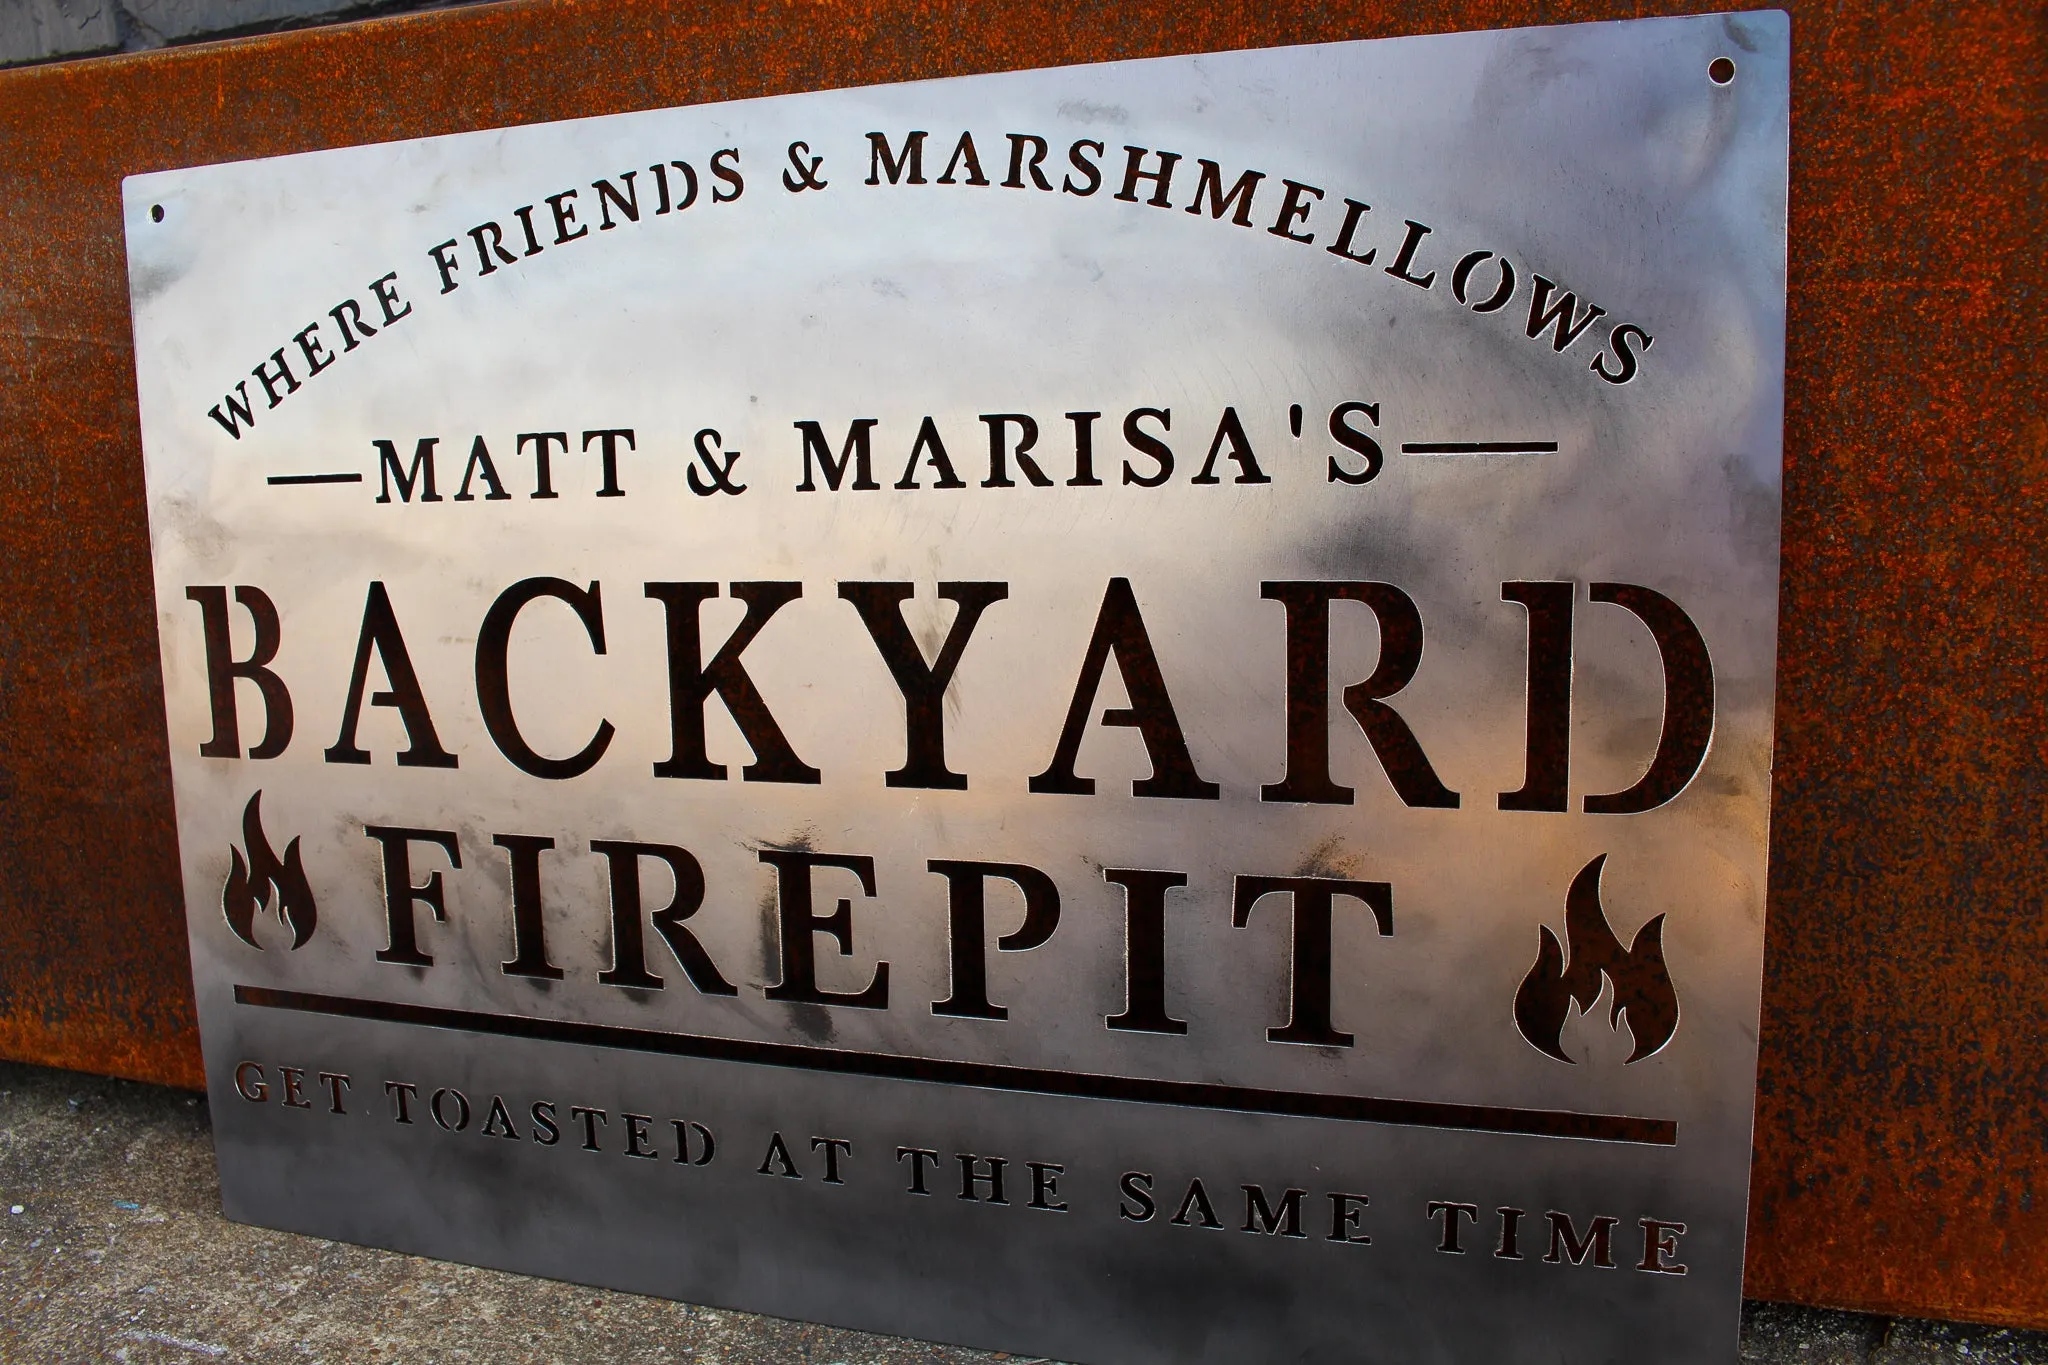 WHERE FRIENDS & MARSHMELLOWS
—MATT & MARISA'S—
BACKYARD
FIREPIT
GET TOASTED AT THE SAME TIME